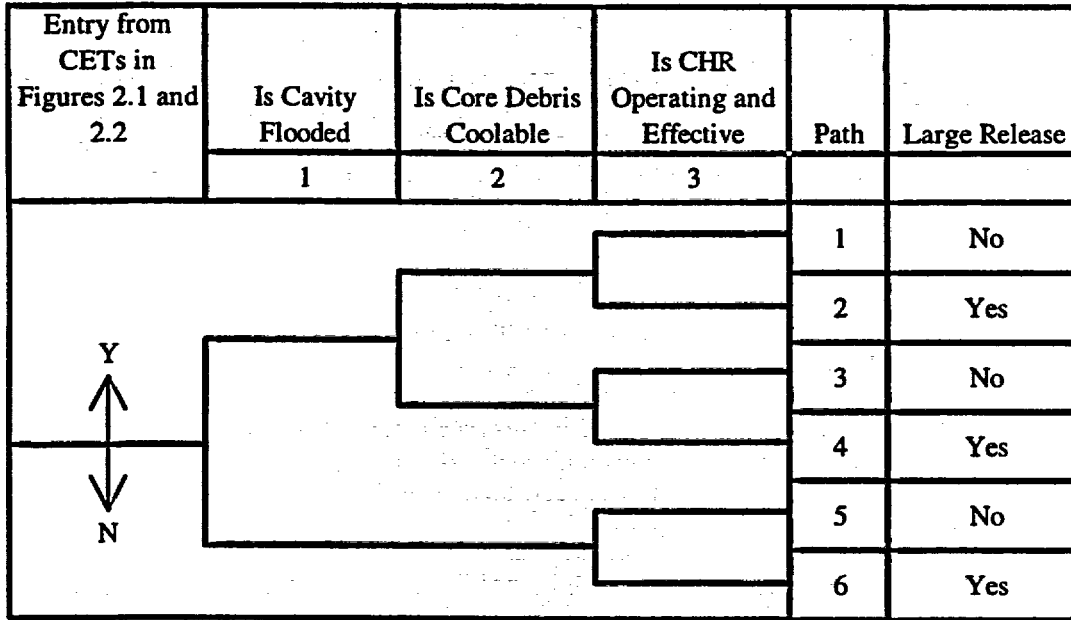 Entry from
CETs in
Figures 2.1 and
2.2
Is Cavity
Flooded
Is Core Debris
Coolable
Is CHR
Operating and
Effective
Path
Large Release
1
2
3
1
No
2
Yes
Y
3
No
4
Yes
N
5
No
6
Yes